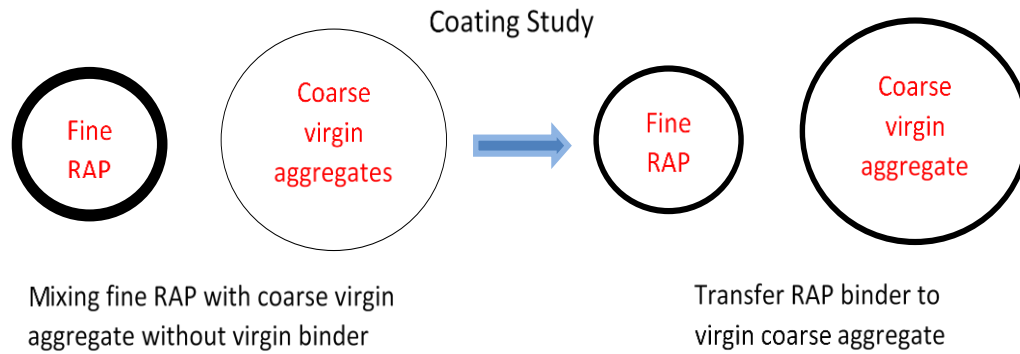 Coating Study
Fine
RAP
Coarse
virgin
aggregates
Fine
RAP
Coarse
virgin
aggregate
Mixing fine RAP with coarse virgin
aggregate without virgin binder
Transfer RAP binder to
virgin coarse aggregate